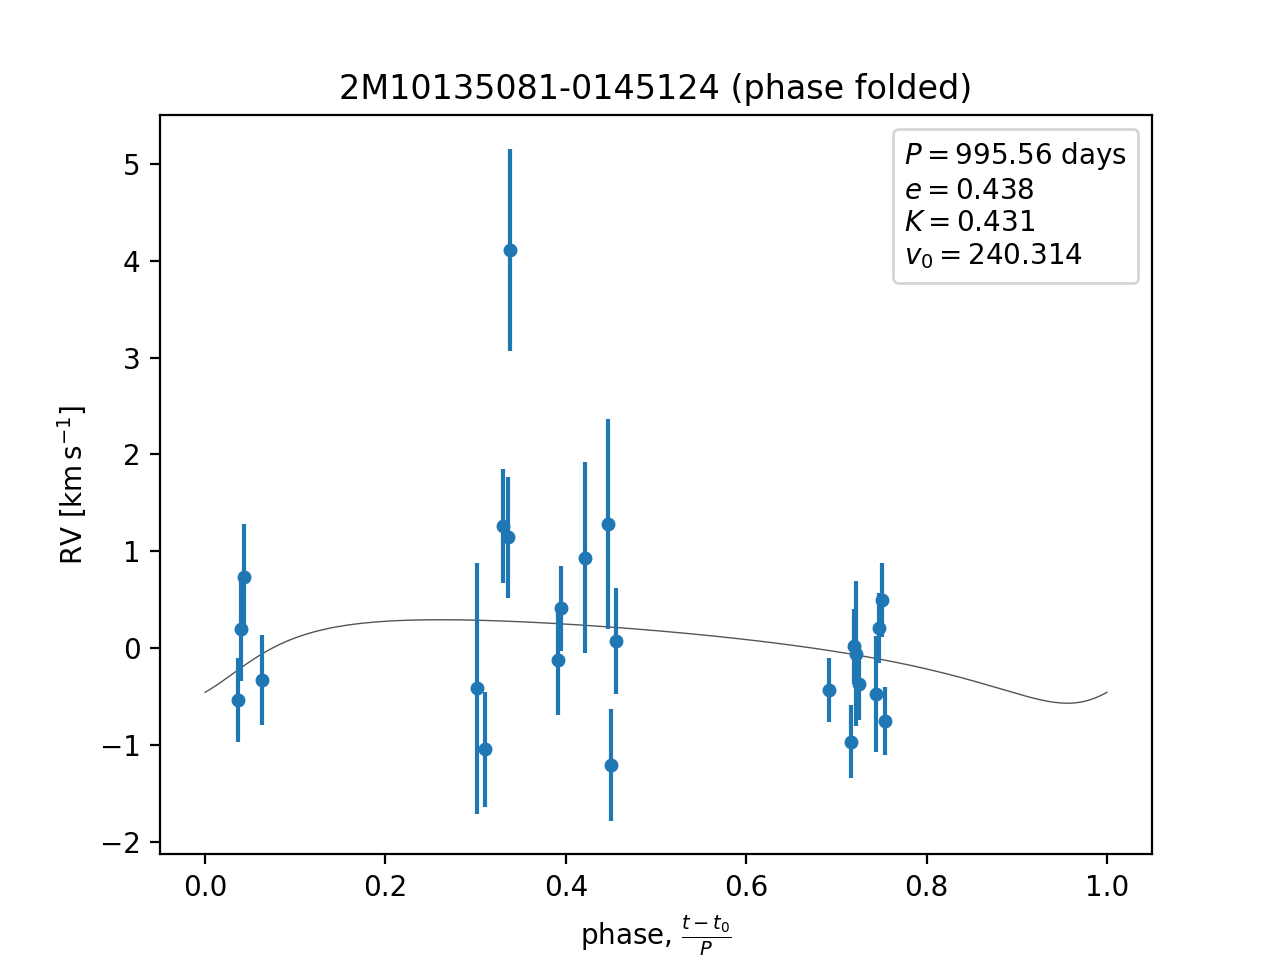 2M10135081-0145124 (phase folded)
P = 995.56 days
e = 0.438
K = 0.431
v₀ = 240.314
5
4
3
2
1
0
−1
−2
RV [km s⁻¹]
0.0 0.2 0.4 0.6 0.8 1.0
phase, (t − t₀)/P